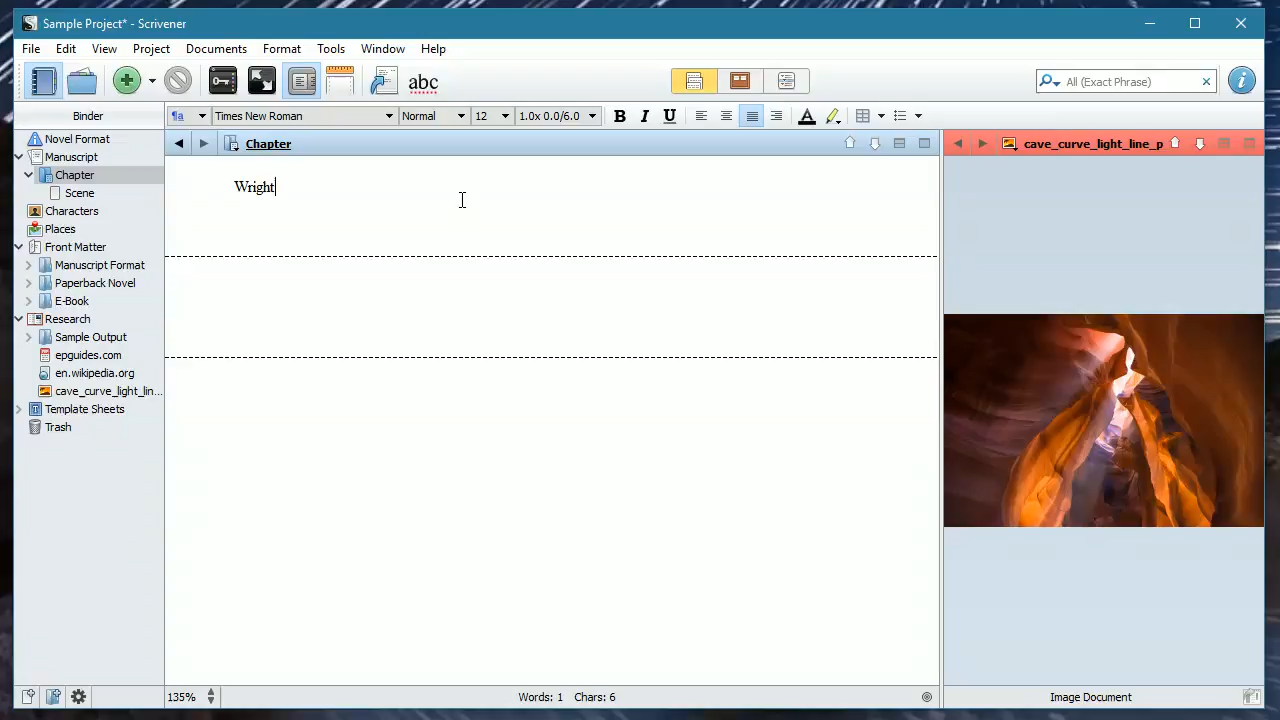 Sample Project* - Scrivener
File Edit View Project Documents Format Tools Window Help
abc
All (Exact Phrase)
Binder
Times New Roman Normal 12 1.0x 0.0/6.0 B I U A
Chapter
cave_curve_light_line_p
Novel Format
Manuscript
Chapter
Scene
Characters
Places
Front Matter
Manuscript Format
Paperback Novel
E-Book
Research
Sample Output
epguides.com
en.wikipedia.org
cave_curve_light_lin...
Template Sheets
Trash
Wright
135%
Words: 1 Chars: 6
Image Document